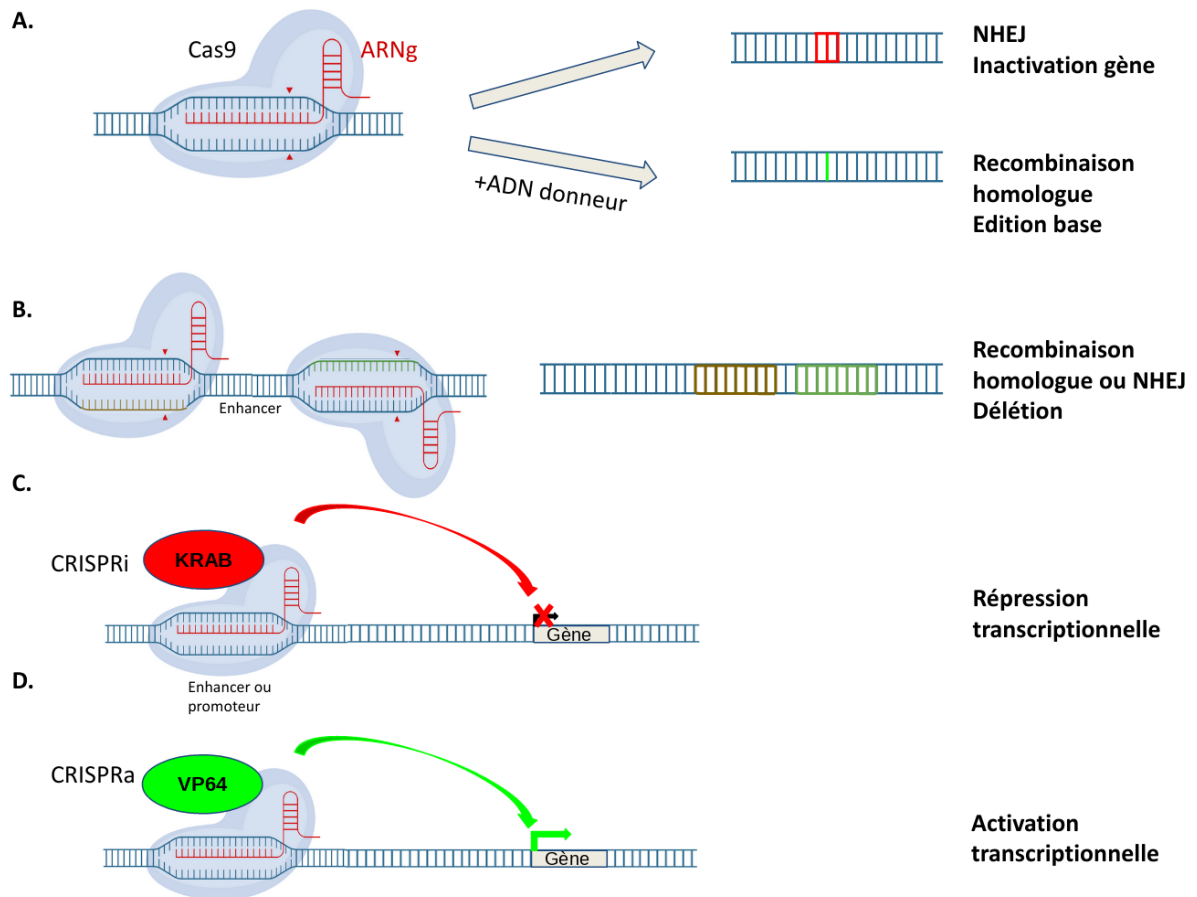 A.
Cas9
ARNg
+ADN donneur
NHEJ
Inactivation gène
Recombinaison
homologue
Edition base
B.
Enhancer
Recombinaison
homologue ou NHEJ
Délétion
C.
CRISPRi
KRAB
Gène
Enhancer ou
promoteur
Répression
transcriptionnelle
D.
CRISPRa
VP64
Gène
Activation
transcriptionnelle